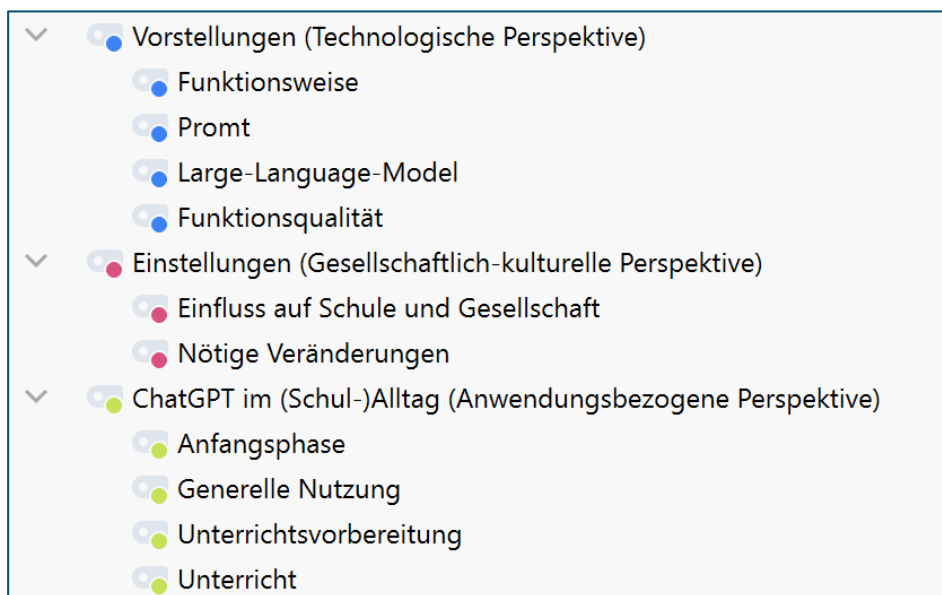 Vorstellungen (Technologische Perspektive)
Funktionsweise
Promt
Large-Language-Model
Funktionsqualität
Einstellungen (Gesellschaftlich-kulturelle Perspektive)
Einfluss auf Schule und Gesellschaft
Nötige Veränderungen
ChatGPT im (Schul-)Alltag (Anwendungsbezogene Perspektive)
Anfangsphase
Generelle Nutzung
Unterrichtsvorbereitung
Unterricht